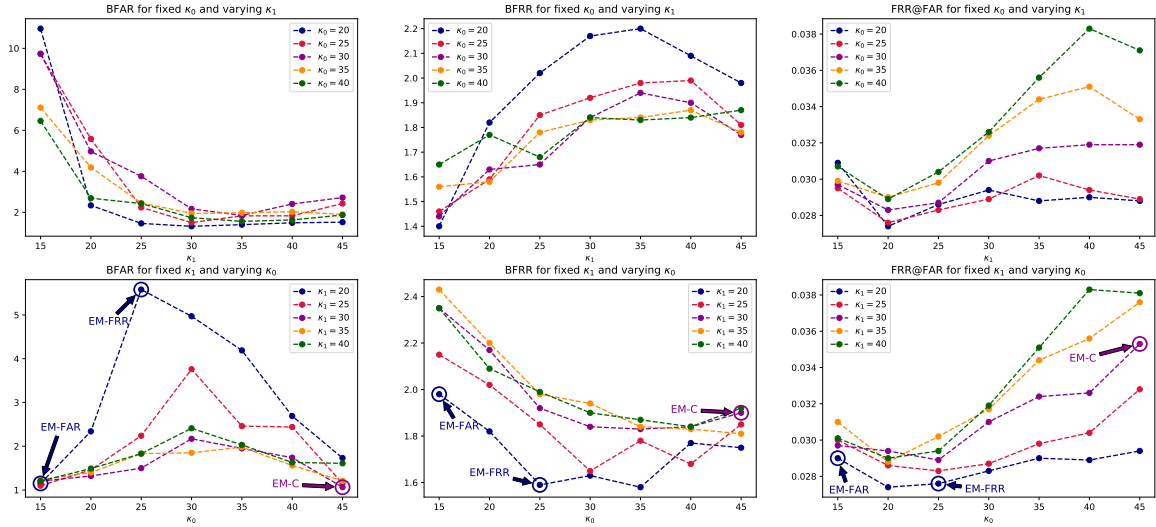 BFAR for fixed κ₀ and varying κ₁
10
8
6
4
2
15 20 25 30 35 40 45
κ₁
κ₀ = 20
κ₀ = 25
κ₀ = 30
κ₀ = 35
κ₀ = 40
BFRR for fixed κ₀ and varying κ₁
2.2
2.1
2.0
1.9
1.8
1.7
1.6
1.5
1.4
15 20 25 30 35 40 45
κ₁
κ₀ = 20
κ₀ = 25
κ₀ = 30
κ₀ = 35
κ₀ = 40
FRR@FAR for fixed κ₀ and varying κ₁
0.038
0.036
0.034
0.032
0.030
0.028
15 20 25 30 35 40 45
κ₁
κ₀ = 20
κ₀ = 25
κ₀ = 30
κ₀ = 35
κ₀ = 40
BFAR for fixed κ₁ and varying κ₀
5
4
3
2
1
15 20 25 30 35 40 45
κ₀
κ₁ = 20
κ₁ = 25
κ₁ = 30
κ₁ = 35
κ₁ = 40
EM-FRR
EM-FAR
EM-C
BFRR for fixed κ₁ and varying κ₀
2.4
2.2
2.0
1.8
1.6
15 20 25 30 35 40 45
κ₀
κ₁ = 20
κ₁ = 25
κ₁ = 30
κ₁ = 35
κ₁ = 40
EM-C
EM-FAR
EM-FRR
FRR@FAR for fixed κ₁ and varying κ₀
0.038
0.036
0.034
0.032
0.030
0.028
15 20 25 30 35 40 45
κ₀
κ₁ = 20
κ₁ = 25
κ₁ = 30
κ₁ = 35
κ₁ = 40
EM-C
EM-FAR
EM-FRR